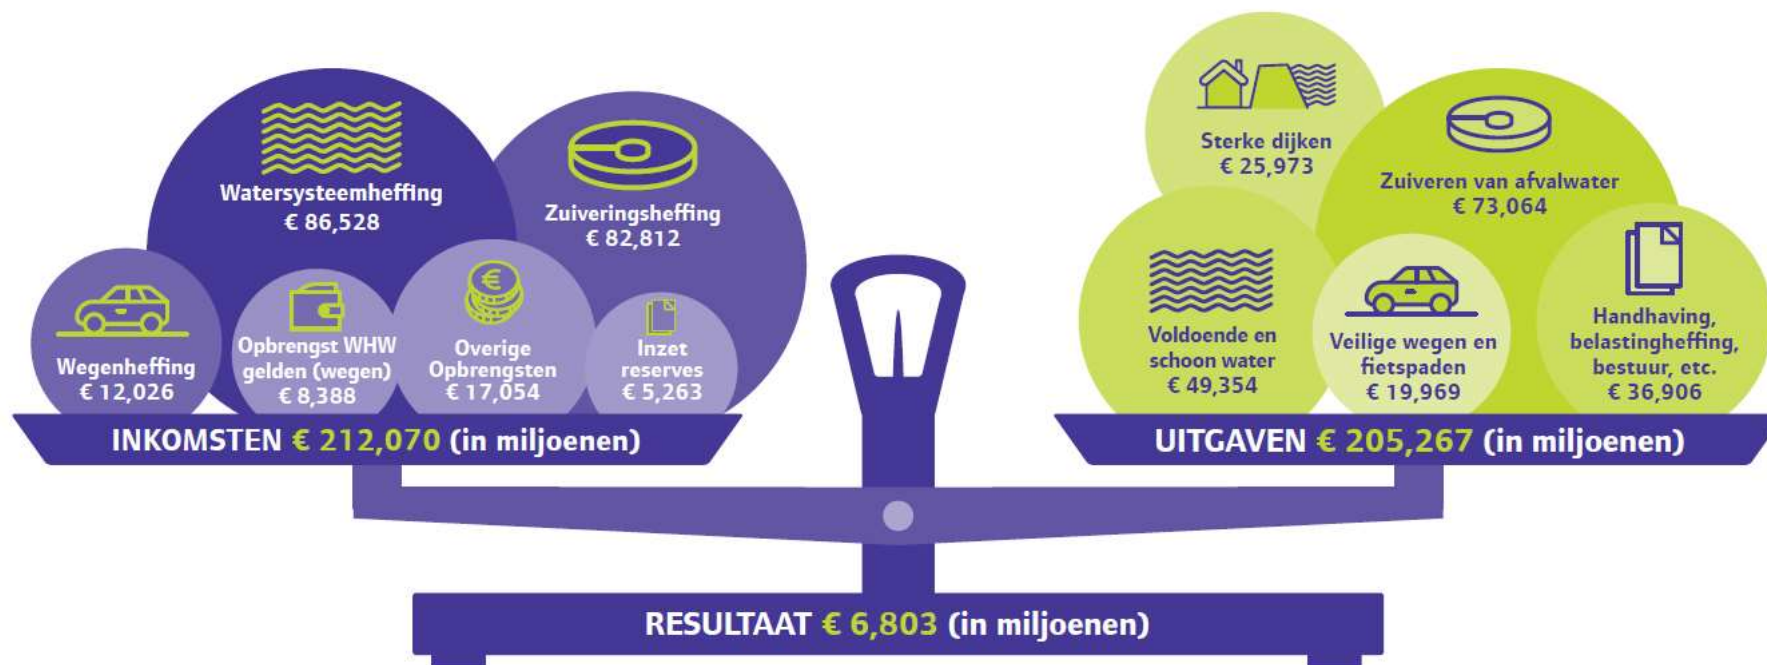 Watersysteemheffing
€ 86,528
Zuiveringsheffing
€ 82,812
Wegenheffing
€ 12,026
Opbrengst WHW
gelden (wegen)
€ 8,388
Overige
Opbrengsten
€ 17,054
Inzet
reserves
€ 5,263
INKOMSTEN € 212,070 (in miljoenen)
Sterke dijken
€ 25,973
Zuiveren van afvalwater
€ 73,064
Voldoende en
schoon water
€ 49,354
Veilige wegen en
fietspaden
€ 19,969
Handhaving,
belastingheffing,
bestuur, etc.
€ 36,906
UITGAVEN € 205,267 (in miljoenen)
RESULTAAT € 6,803 (in miljoenen)